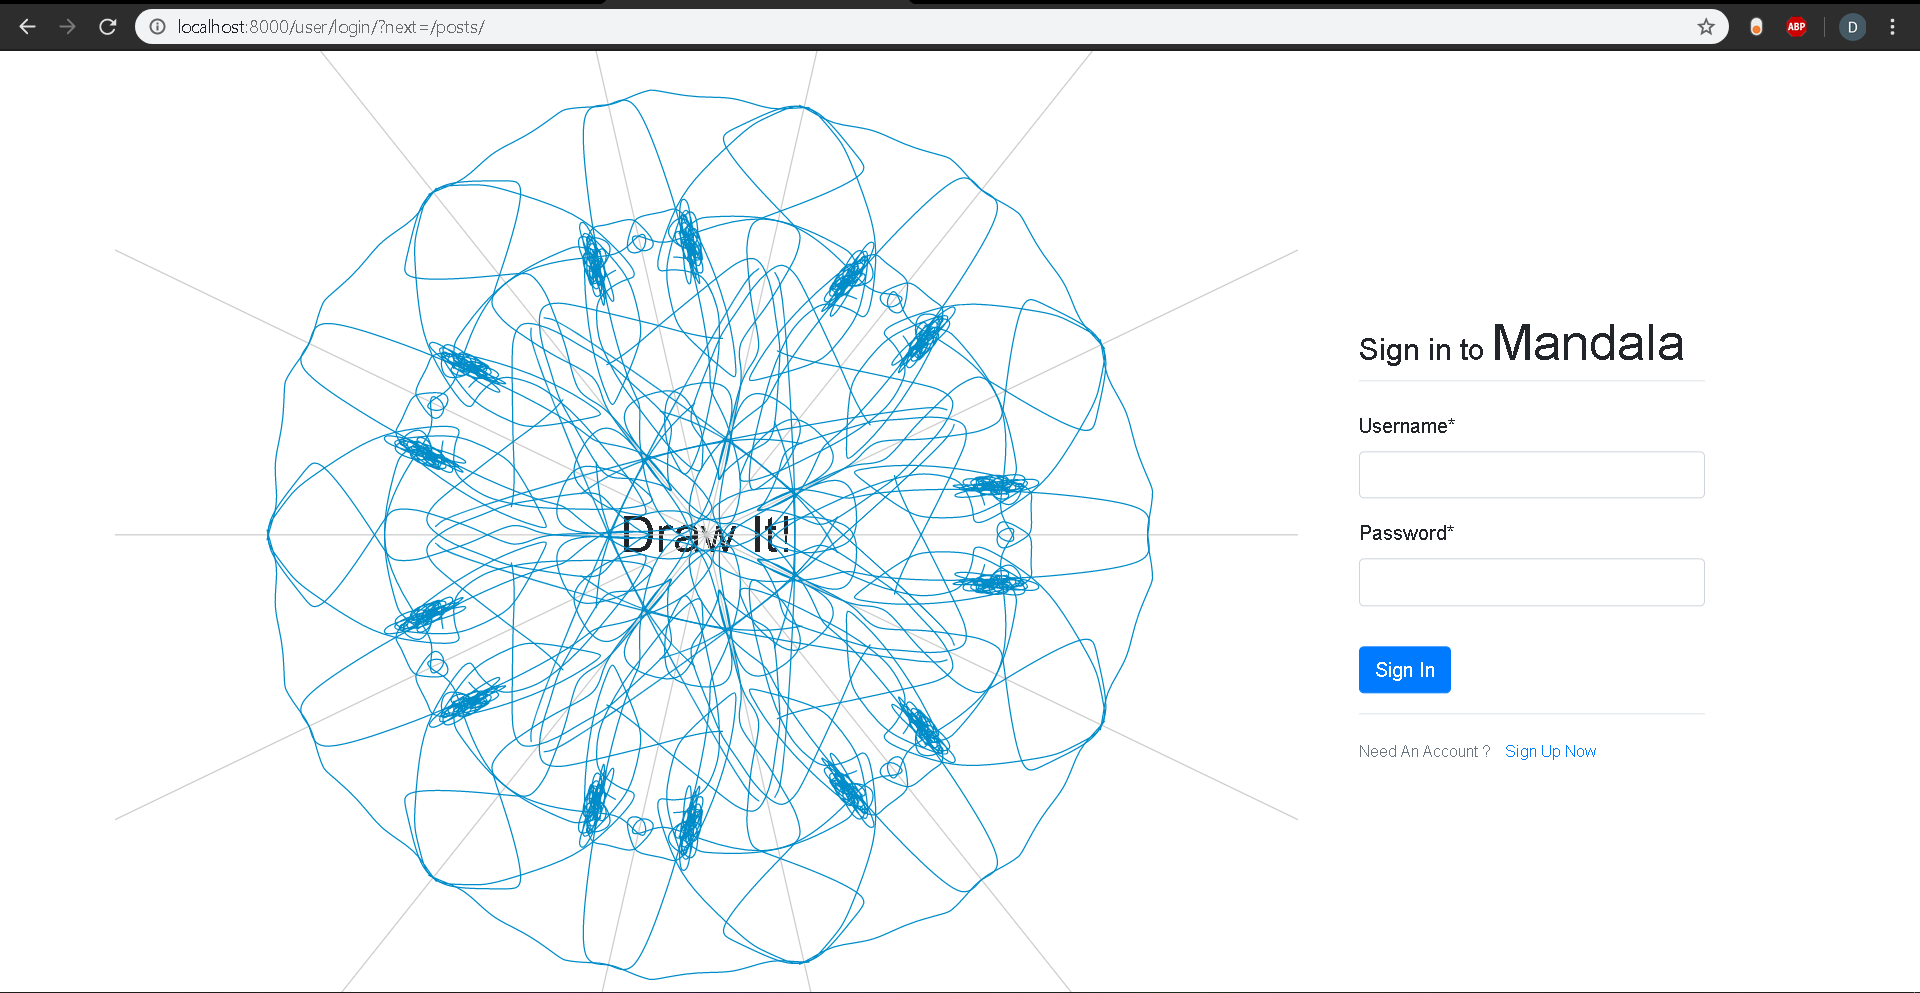 localhost:8000/user/login/?next=/posts/
ABP
D
Draw It!
Sign in to Mandala
Username*
Password*
Sign In
Need An Account ? Sign Up Now